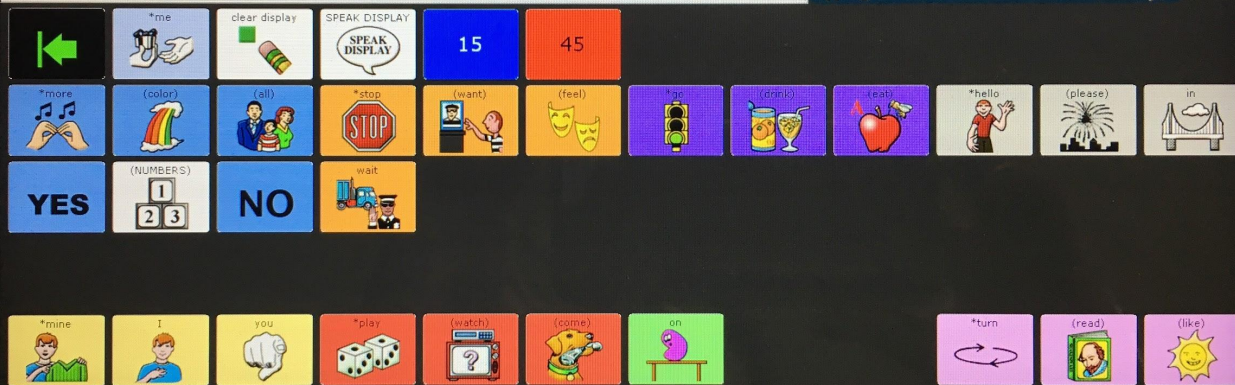 *me
clear display
SPEAK DISPLAY
SPEAK
DISPLAY
15
45
*more
(color)
(all)
*stop
(want)
(feel)
*go
(drink)
(eat)
*hello
(please)
in
STOP
A
YES
(NUMBERS)
1
2 3
NO
wait
*mine
I
you
*play
(watch)
(come)
on
*turn
(read)
(like)
?